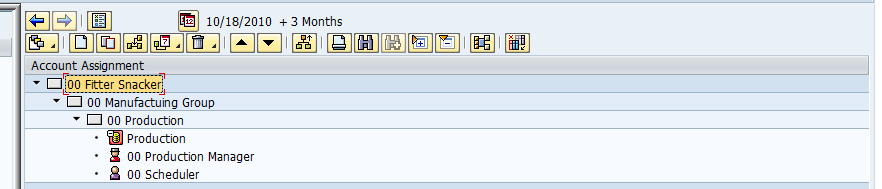 10/18/2010 + 3 Months
Account Assignment
00 Fitter Snacker
00 Manufactuing Group
00 Production
Production
00 Production Manager
00 Scheduler